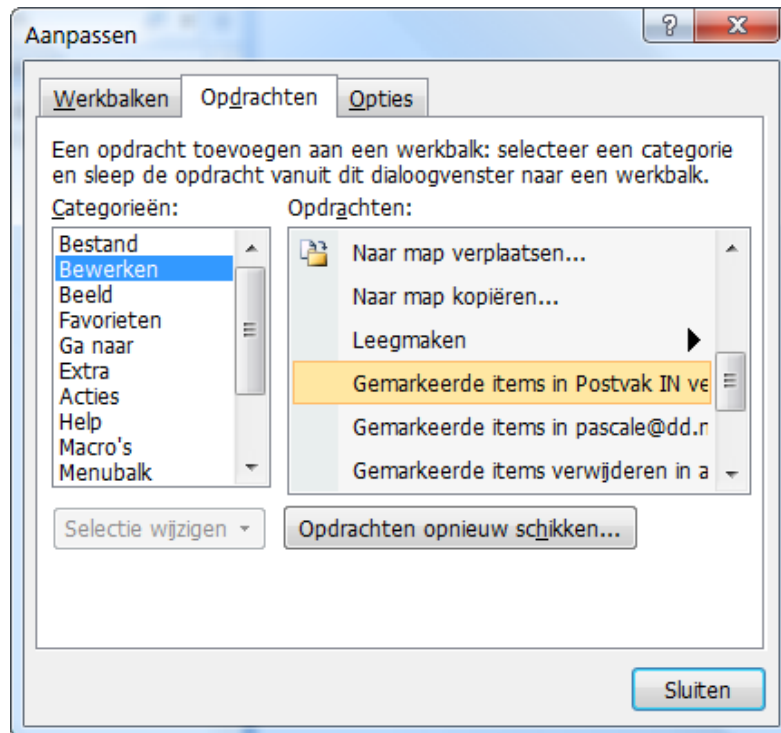 Aanpassen
Werkbalken Opdrachten Opties
Een opdracht toevoegen aan een werkbalk: selecteer een categorie
en sleep de opdracht vanuit dit dialoogvenster naar een werkbalk.
Categorieën: Opdrachten:
Bestand
Bewerken
Beeld
Favorieten
Ga naar
Extra
Acties
Help
Macro's
Menubalk
Naar map verplaatsen...
Naar map kopiëren...
Leegmaken
Gemarkeerde items in Postvak IN ve
Gemarkeerde items in pascale@dd.n
Gemarkeerde items verwijderen in a
Selectie wijzigen Opdrachten opnieuw schikken...
Sluiten